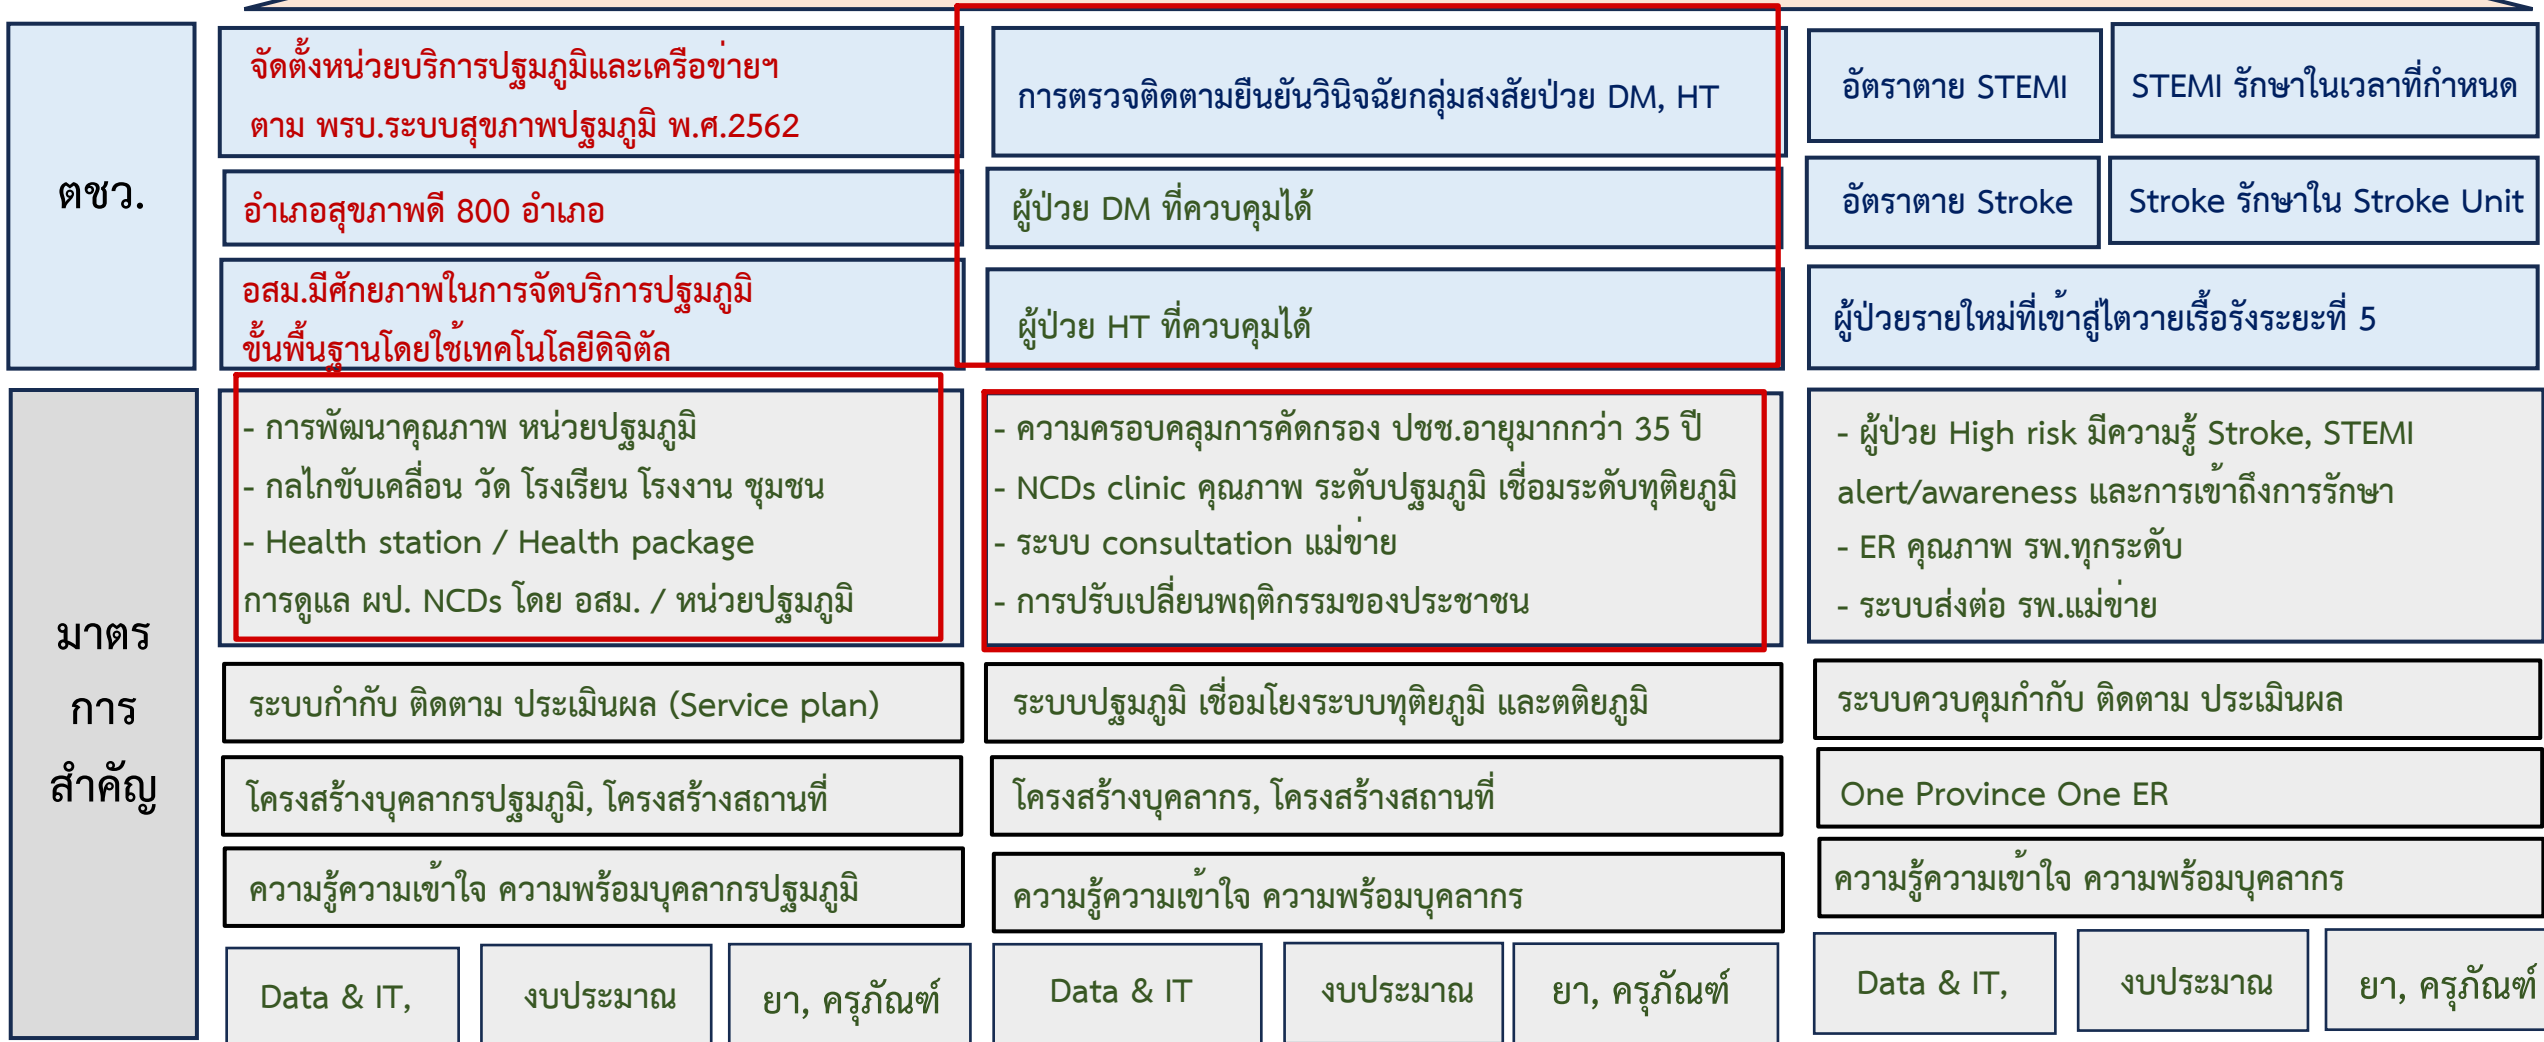 ตชว.
จัดตั้งหน่วยบริการปฐมภูมิและเครือข่ายฯ
ตาม พรบ.ระบบสุขภาพปฐมภูมิ พ.ศ.2562
การตรวจติดตามยืนยันวินิจฉัยกลุ่มสงสัยป่วย DM, HT
อัตราตาย STEMI
STEMI รักษาในเวลาที่กำหนด
อำเภอสุขภาพดี 800 อำเภอ
ผู้ป่วย DM ที่ควบคุมได้
อัตราตาย Stroke
Stroke รักษาใน Stroke Unit
อสม.มีศักยภาพในการจัดบริการปฐมภูมิ
ขั้นพื้นฐานโดยใช้เทคโนโลยีดิจิตัล
ผู้ป่วย HT ที่ควบคุมได้
ผู้ป่วยรายใหม่ที่เข้าสู่ไตวายเรื้อรังระยะที่ 5
มาตร
การ
สำคัญ
- การพัฒนาคุณภาพ หน่วยปฐมภูมิ
- กลไกขับเคลื่อน วัด โรงเรียน โรงงาน ชุมชน
- Health station / Health package
การดูแล ผป. NCDs โดย อสม. / หน่วยปฐมภูมิ
- ความครอบคลุมการคัดกรอง ปชช.อายุมากกว่า 35 ปี
- NCDs clinic คุณภาพ ระดับปฐมภูมิ เชื่อมระดับทุติยภูมิ
- ระบบ consultation แม่ข่าย
- การปรับเปลี่ยนพฤติกรรมของประชาชน
- ผู้ป่วย High risk มีความรู้ Stroke, STEMI
alert/awareness และการเข้าถึงการรักษา
- ER คุณภาพ รพ.ทุกระดับ
- ระบบส่งต่อ รพ.แม่ข่าย
ระบบกำกับ ติดตาม ประเมินผล (Service plan)
ระบบปฐมภูมิ เชื่อมโยงระบบทุติยภูมิ และตติยภูมิ
ระบบควบคุมกำกับ ติดตาม ประเมินผล
โครงสร้างบุคลากรปฐมภูมิ, โครงสร้างสถานที่
โครงสร้างบุคลากร, โครงสร้างสถานที่
One Province One ER
ความรู้ความเข้าใจ ความพร้อมบุคลากรปฐมภูมิ
ความรู้ความเข้าใจ ความพร้อมบุคลากร
ความรู้ความเข้าใจ ความพร้อมบุคลากร
Data & IT,
งบประมาณ
ยา, ครุภัณฑ์
Data & IT
งบประมาณ
ยา, ครุภัณฑ์
Data & IT,
งบประมาณ
ยา, ครุภัณฑ์